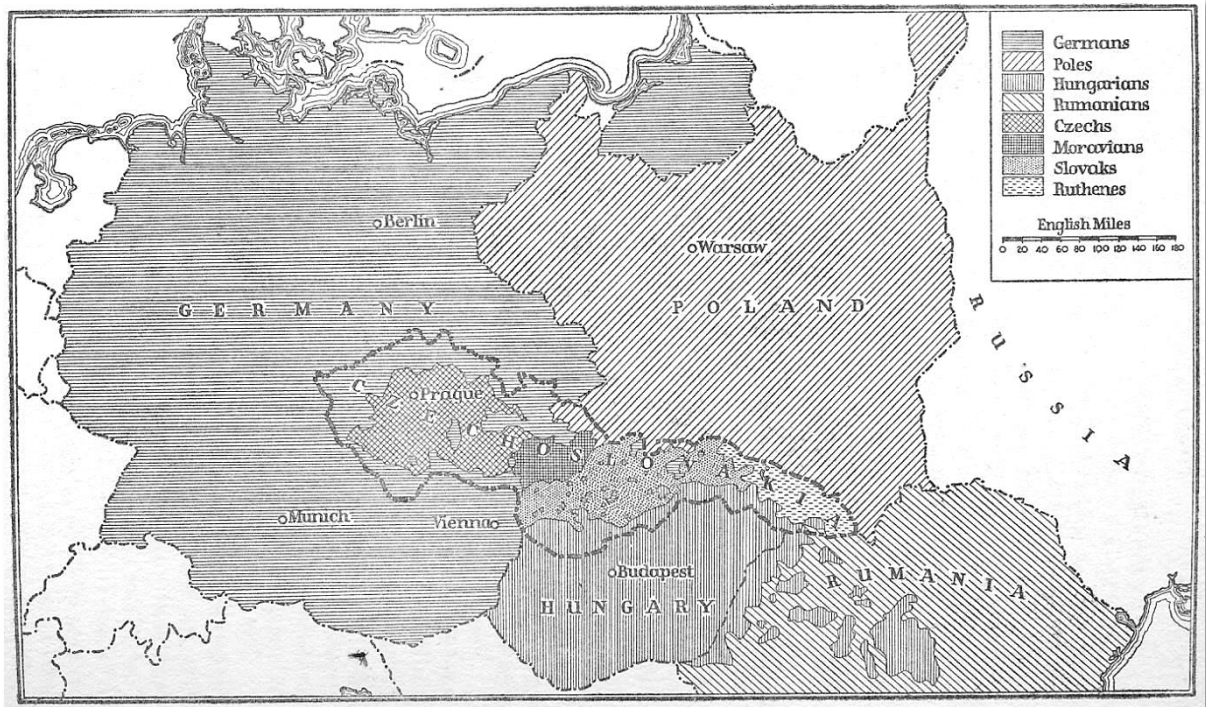 Germans
Poles
Hungarians
Rumanians
Czechs
Moravians
Slovaks
Ruthenes
English Miles
0 20 40 60 80 100 120 140 160 180
Berlin
Warsaw
GERMANY
POLAND
RUSSIA
Praque
CZECHOSLOVAKIA
Munich
Vienna
Budapest
HUNGARY
RUMANIA